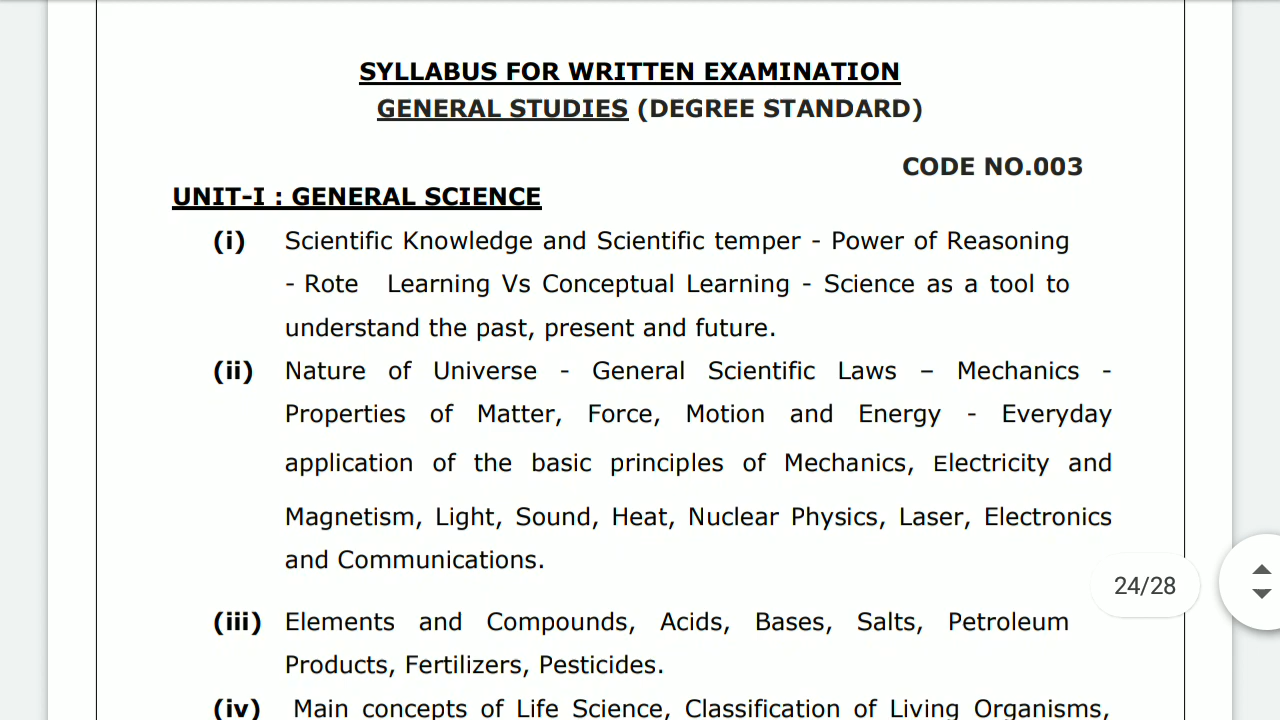 SYLLABUS FOR WRITTEN EXAMINATION
GENERAL STUDIES (DEGREE STANDARD)
CODE NO.003
UNIT-I : GENERAL SCIENCE
(i) Scientific Knowledge and Scientific temper - Power of Reasoning
- Rote Learning Vs Conceptual Learning - Science as a tool to
understand the past, present and future.
(ii) Nature of Universe - General Scientific Laws – Mechanics -
Properties of Matter, Force, Motion and Energy - Everyday
application of the basic principles of Mechanics, Electricity and
Magnetism, Light, Sound, Heat, Nuclear Physics, Laser, Electronics
and Communications.
24/28
(iii) Elements and Compounds, Acids, Bases, Salts, Petroleum
Products, Fertilizers, Pesticides.
(iv) Main concepts of Life Science, Classification of Living Organisms,